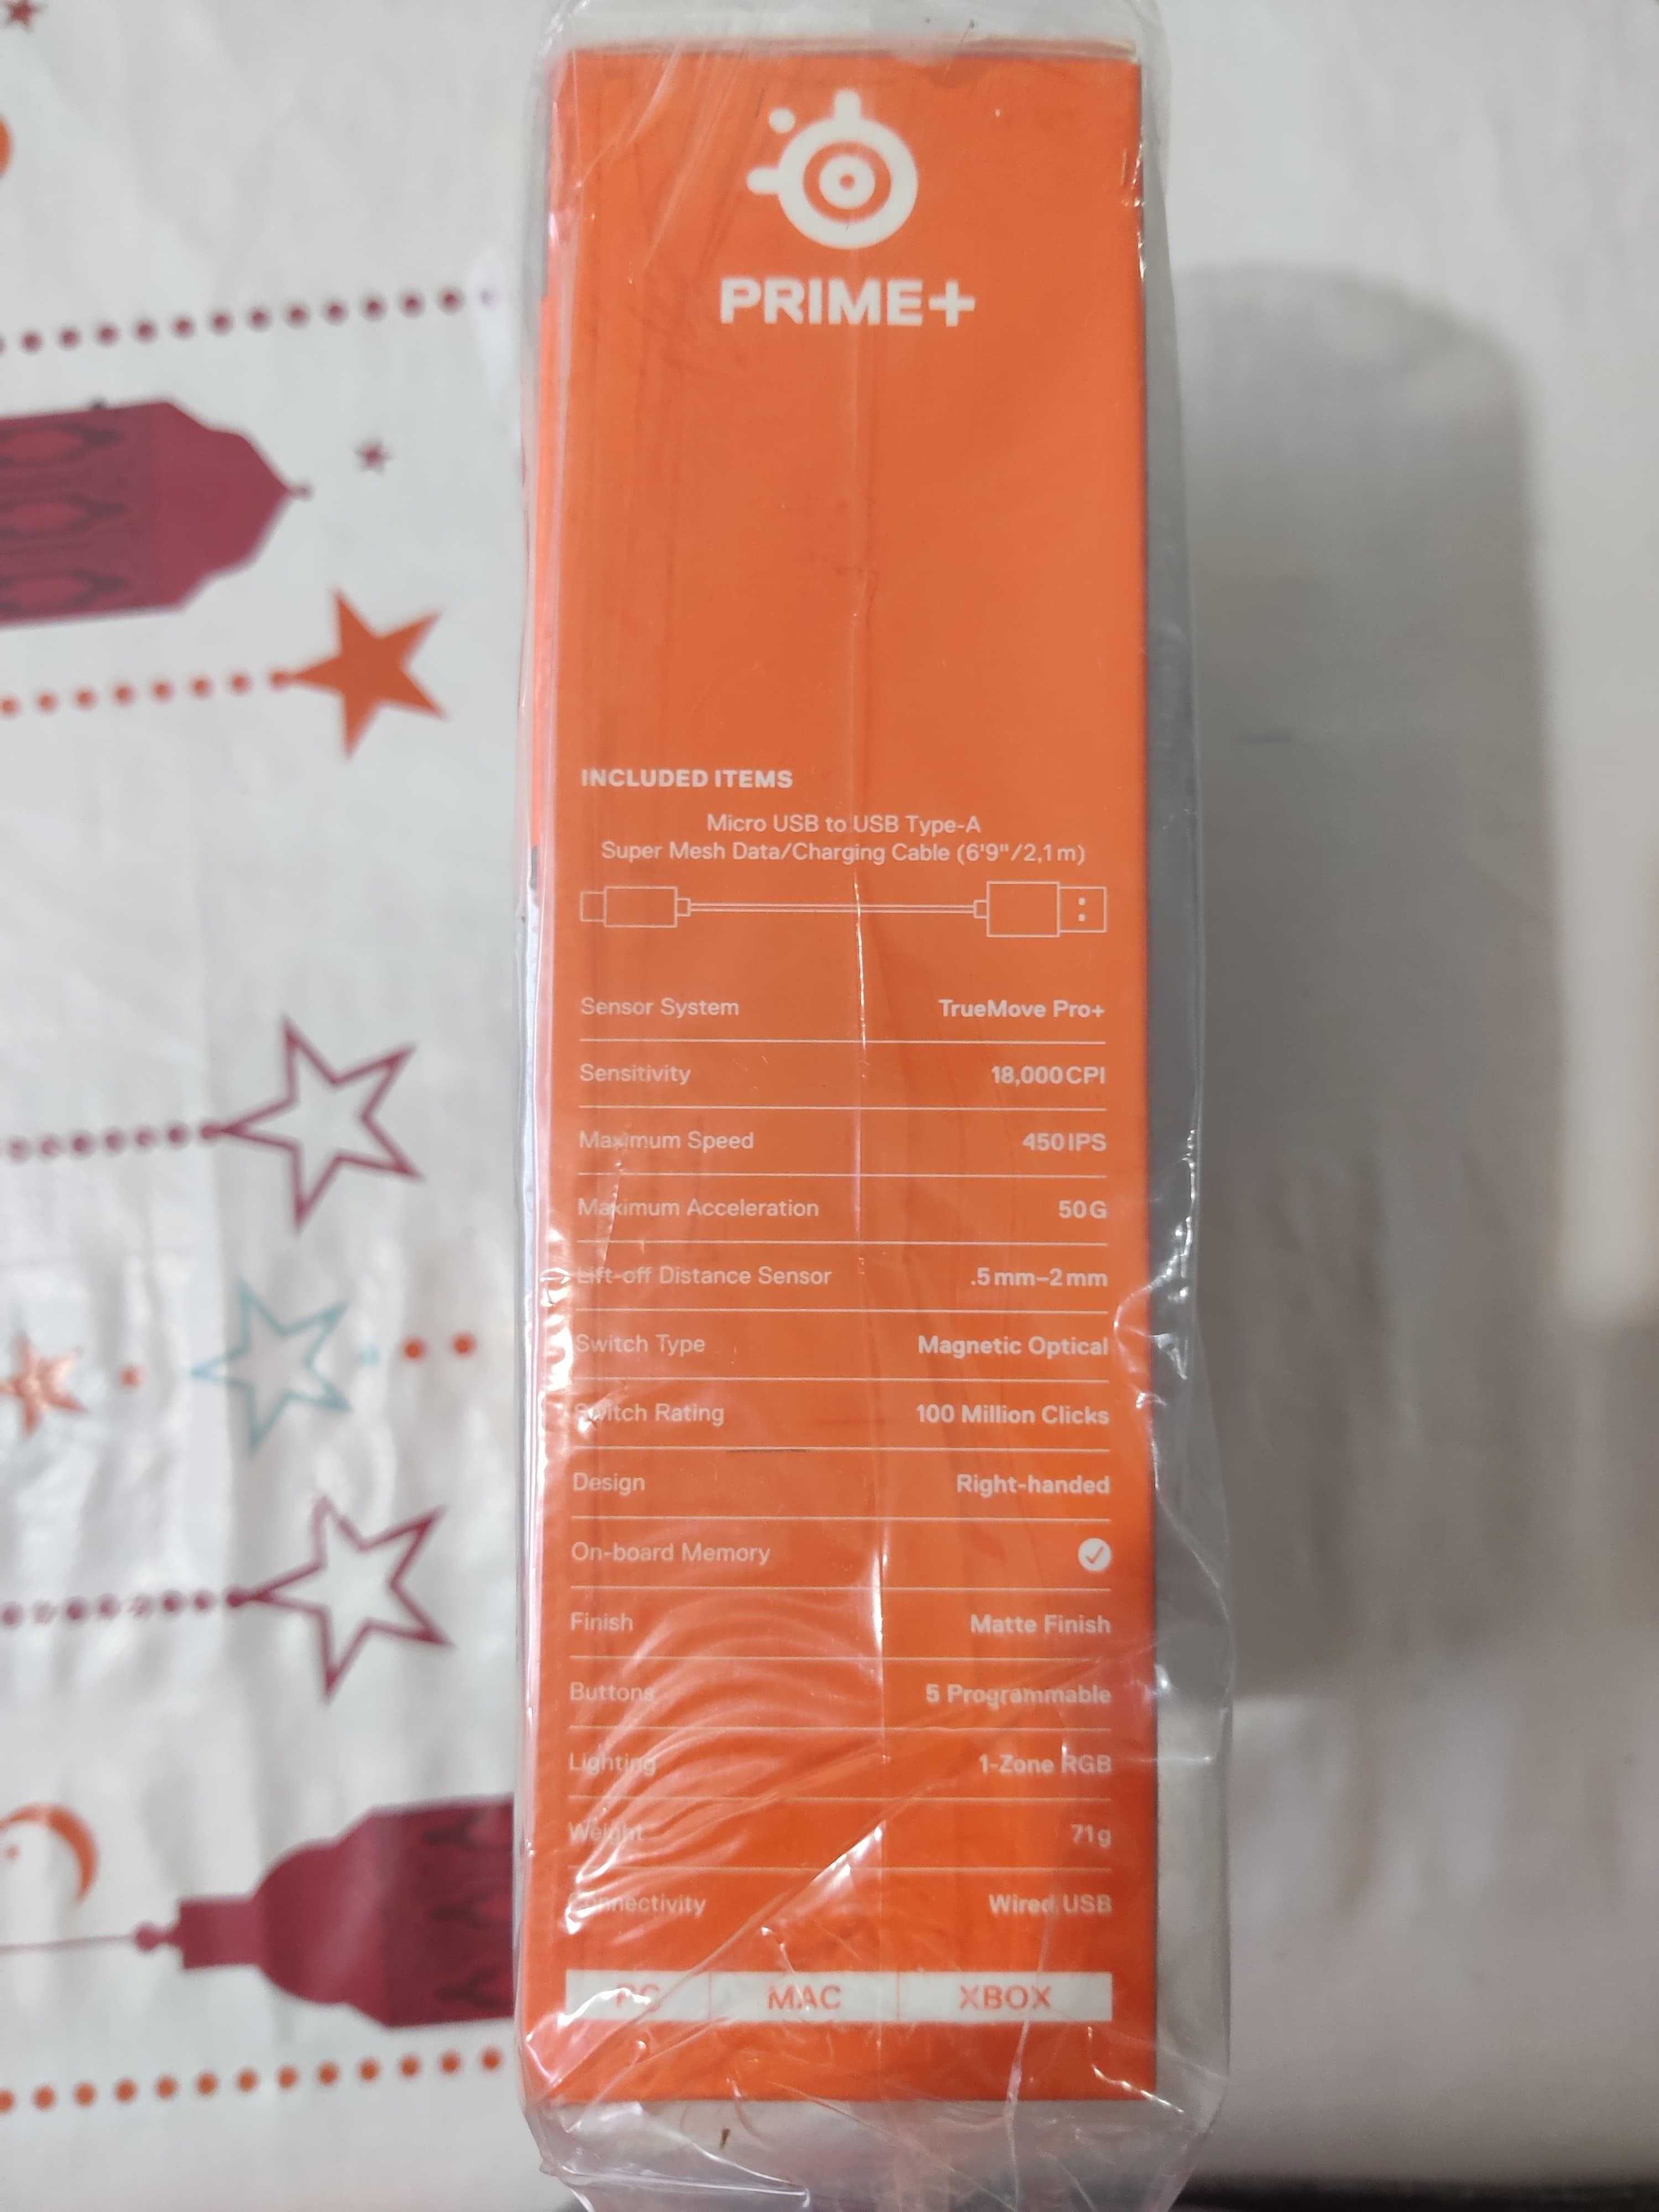 PRIME+
INCLUDED ITEMS
Micro USB to USB Type-A
Super Mesh Data/Charging Cable (6'9"/2,1 m)
Sensor System TrueMove Pro+
Sensitivity 18,000 CPI
Maximum Speed 450 IPS
Maximum Acceleration 50 G
Lift-off Distance Sensor .5 mm–2 mm
Switch Type Magnetic Optical
Switch Rating 100 Million Clicks
Design Right-handed
On-board Memory
Finish Matte Finish
Buttons 5 Programmable
Lighting 1-Zone RGB
Weight 71 g
Connectivity Wired USB
PC MAC XBOX